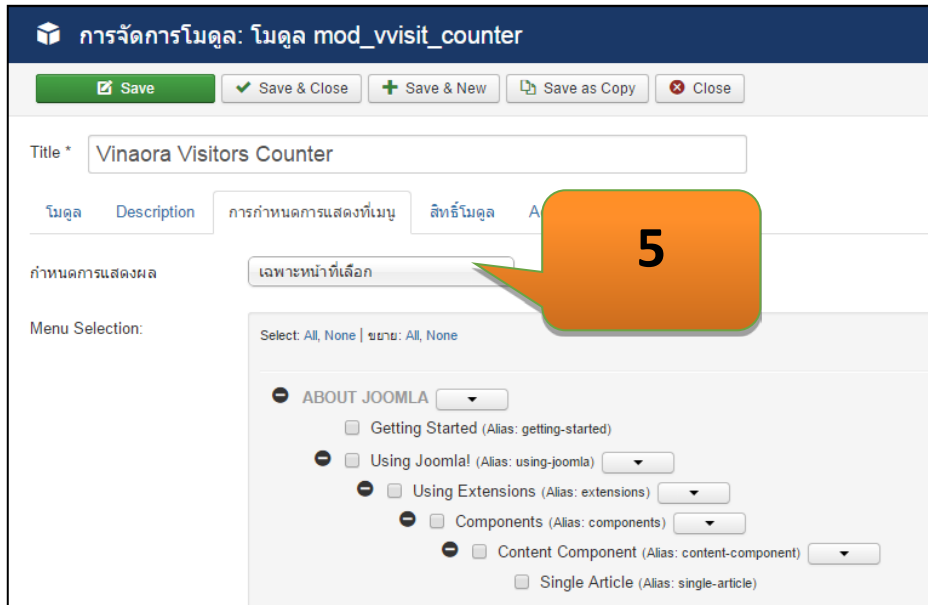 การจัดการโมดูล: โมดูล mod_vvisit_counter
Save Save & Close Save & New Save as Copy Close
Title * Vinaora Visitors Counter
โมดูล Description การกำหนดการแสดงที่เมนู สิทธิ์โมดูล
5
กำหนดการแสดงผล เฉพาะหน้าที่เลือก
Menu Selection:
Select: All, None | ขยาย: All, None
ABOUT JOOMLA
Getting Started (Alias: getting-started)
Using Joomla! (Alias: using-joomla)
Using Extensions (Alias: extensions)
Components (Alias: components)
Content Component (Alias: content-component)
Single Article (Alias: single-article)